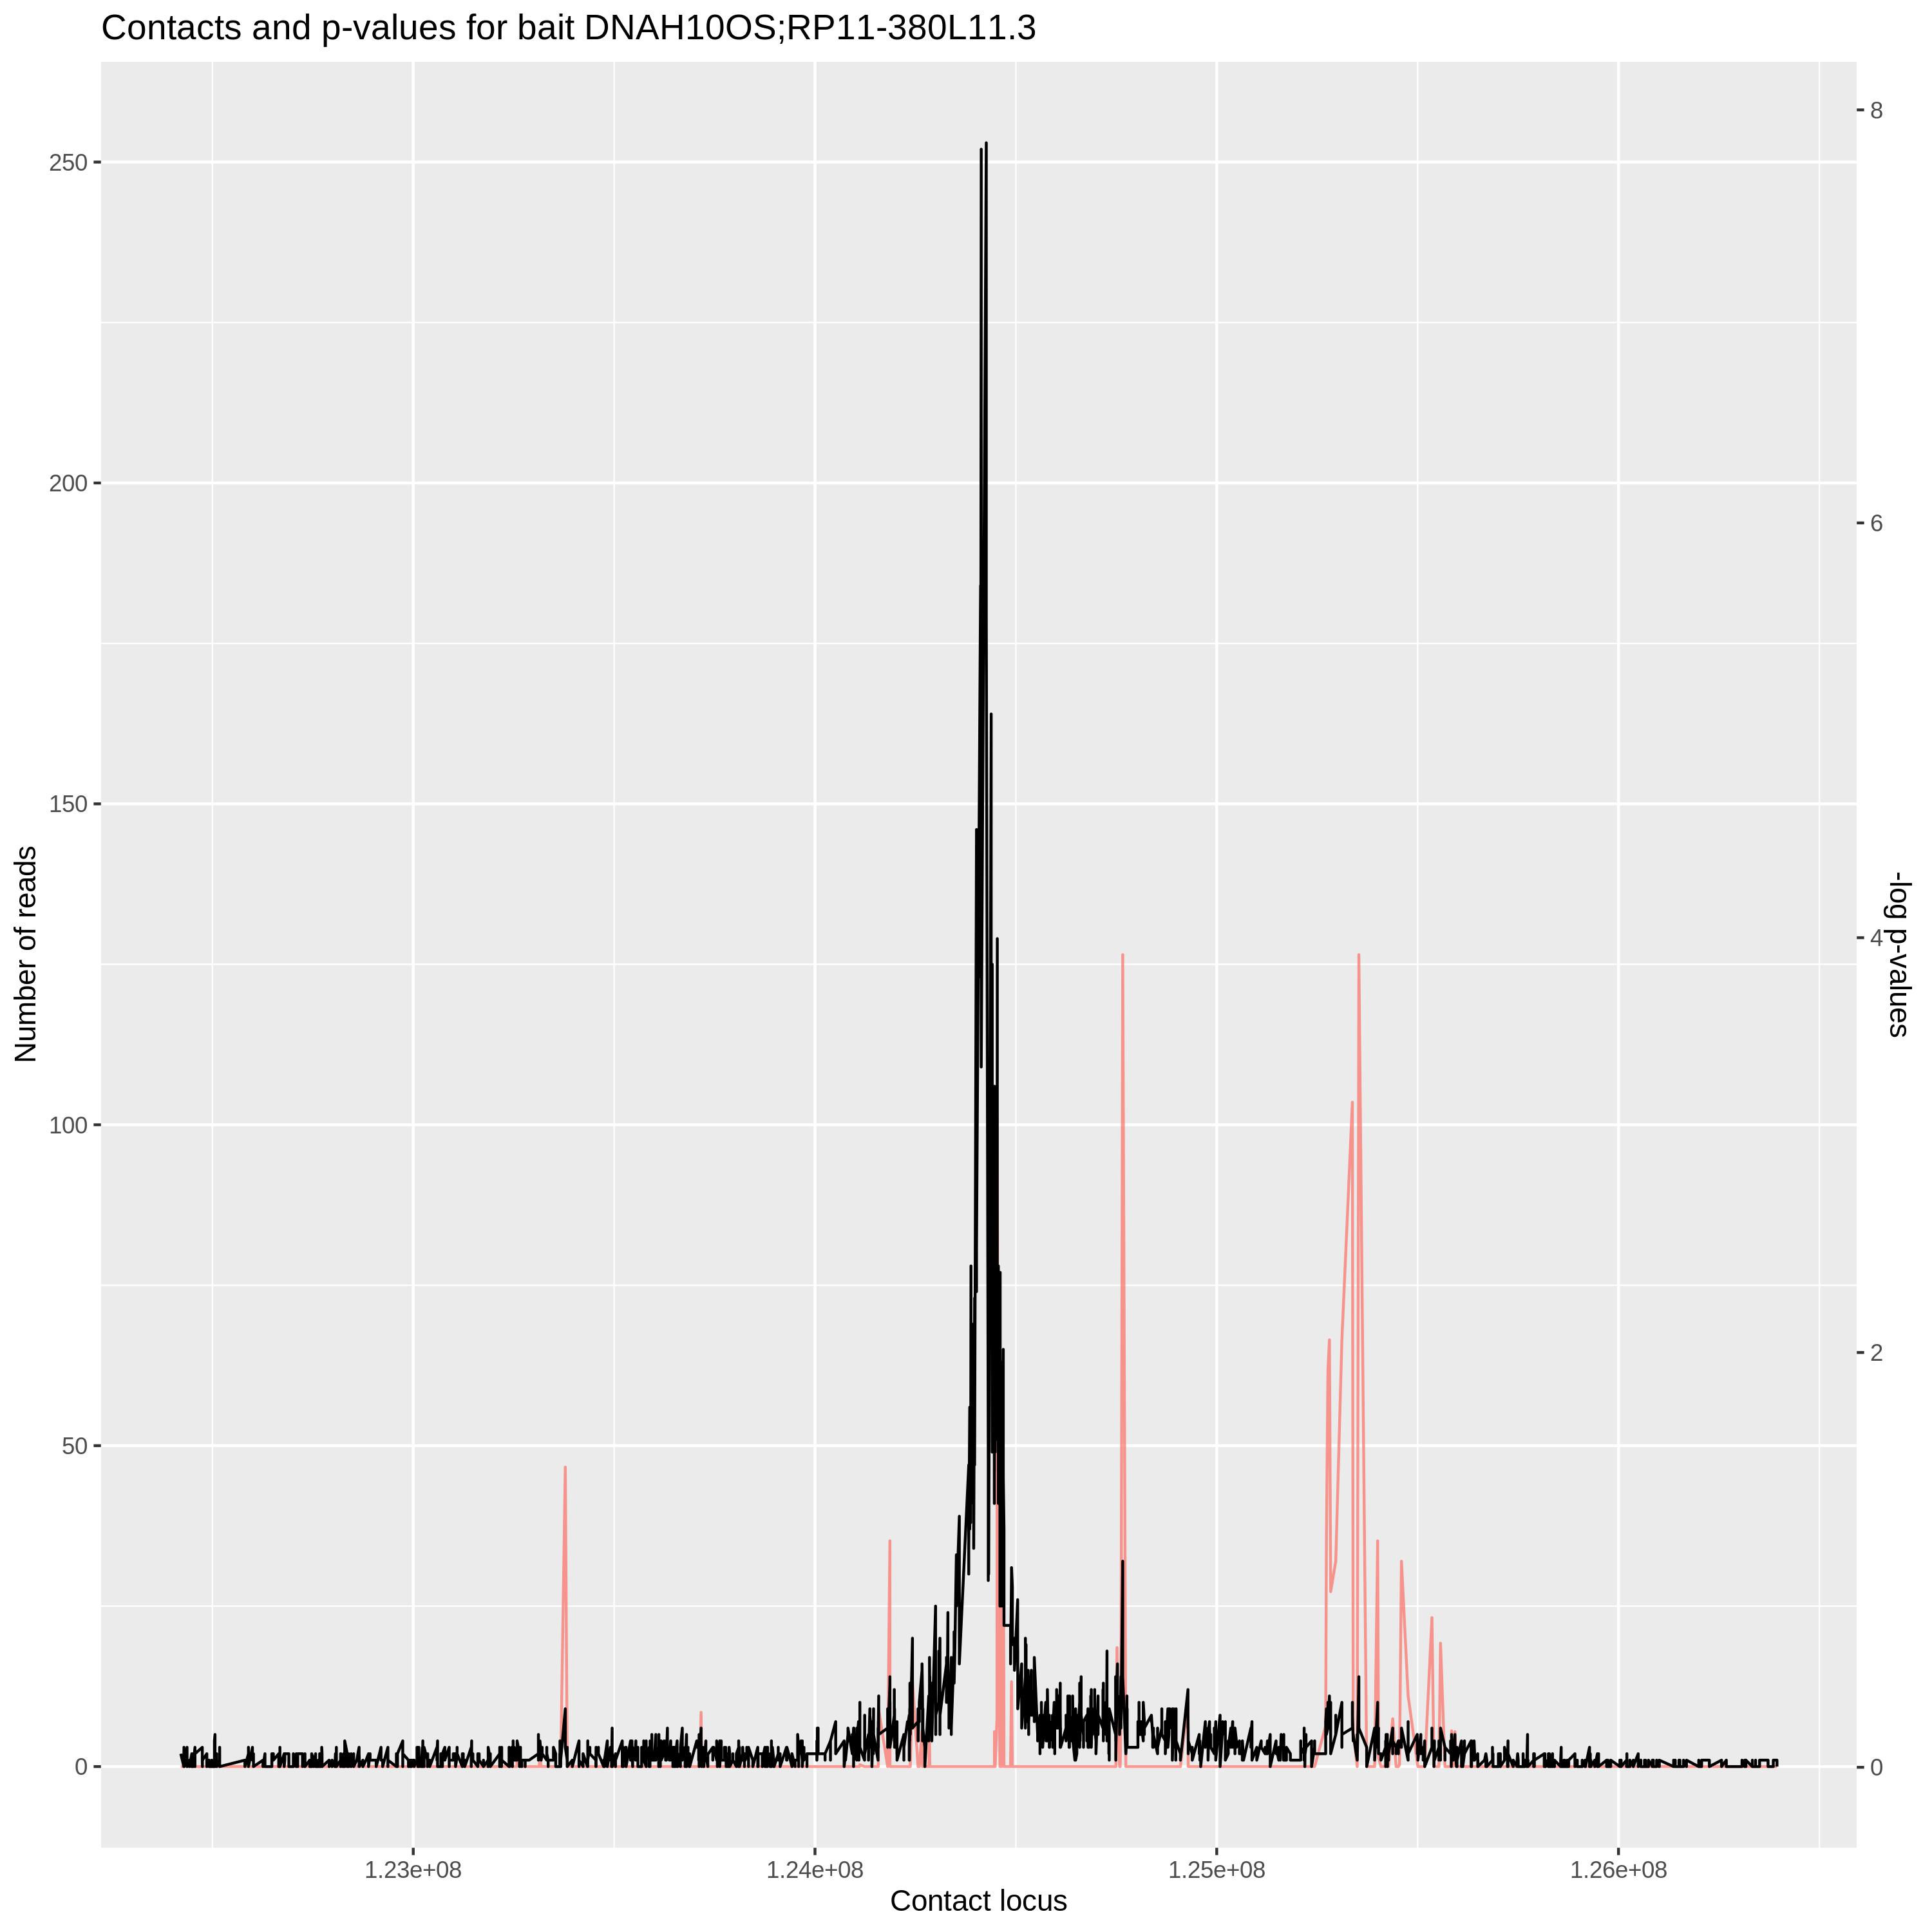 Contacts and p-values for bait DNAH10OS;RP11-380L11.3
250
200
150
100
50
0
Number of reads
8
6
4
2
0
-log p-values
1.23e+08
1.24e+08
1.25e+08
1.26e+08
Contact locus